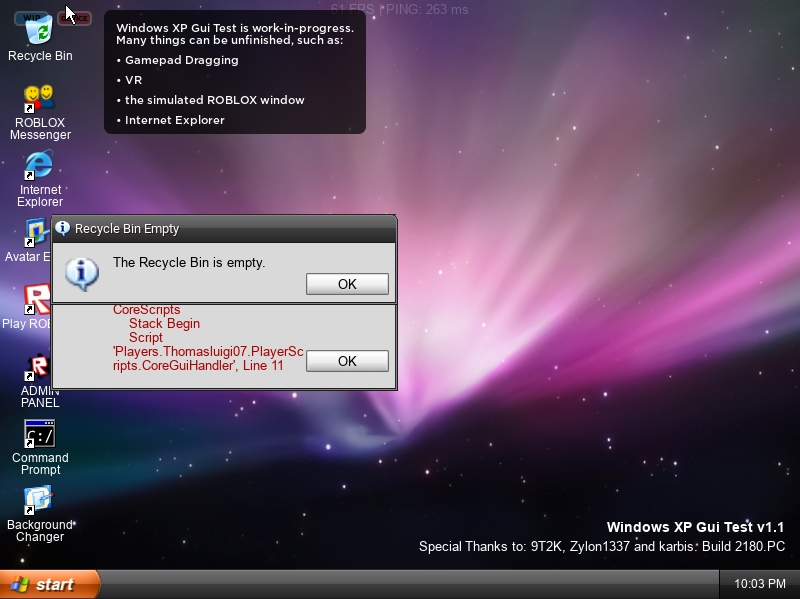 61 FPS | PING: 263 ms
WIP
Windows XP Gui Test is work-in-progress.
Many things can be unfinished, such as:
• Gamepad Dragging
• VR
• the simulated ROBLOX window
• Internet Explorer
Recycle Bin
ROBLOX
Messenger
Internet
Explorer
Avatar E
Play ROB
ADMIN
PANEL
C:/
Command
Prompt
Background
Changer
Recycle Bin Empty
The Recycle Bin is empty.
OK
CoreScripts
Stack Begin
Script
'Players.Thomasluigi07.PlayerSc
ripts.CoreGuiHandler', Line 11
OK
Windows XP Gui Test v1.1
Special Thanks to: 9T2K, Zylon1337 and karbis. Build 2180.PC
start
10:03 PM